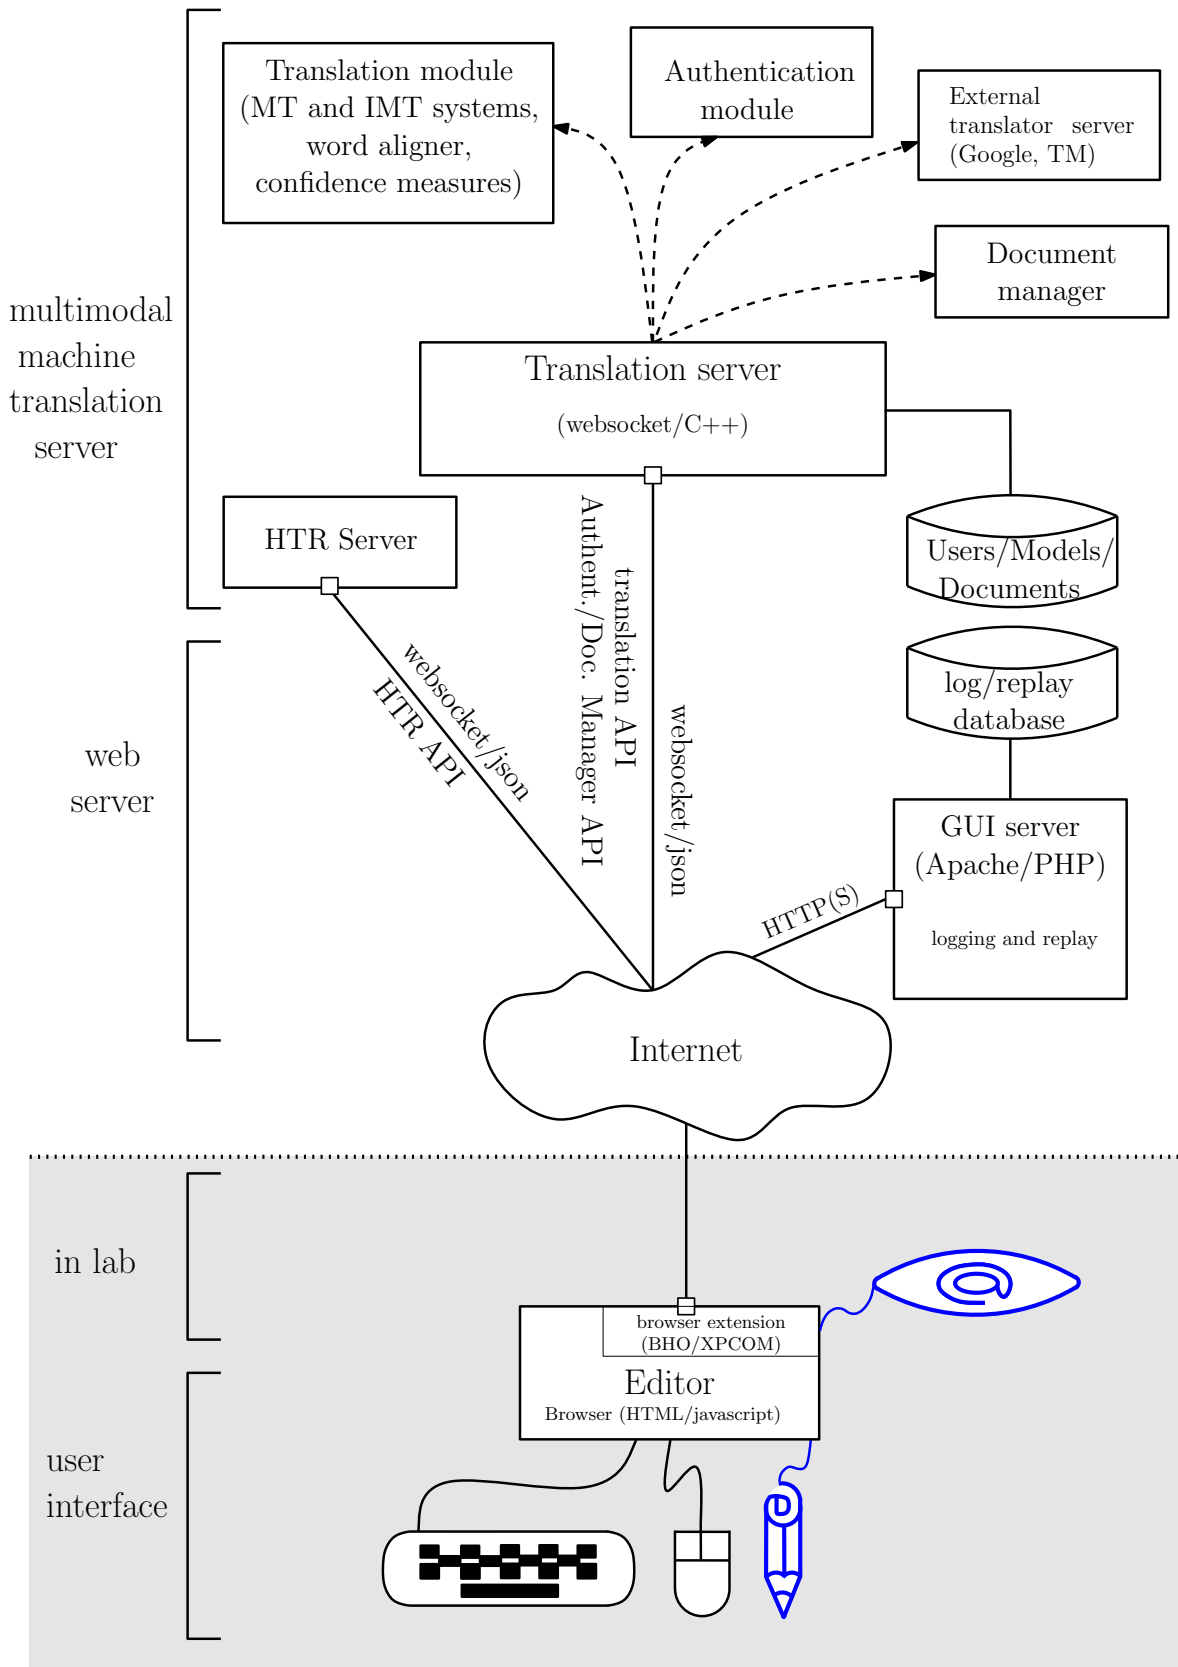 Translation module
(MT and IMT systems,
word aligner,
confidence measures)
Authentication
module
External
translator server
(Google, TM)
Document
manager
multimodal
machine
translation
server
Translation server
(websocket/C++)
HTR Server
Users/Models/
Documents
translation API
Authent./Doc. Manager API
websocket/json
websocket/json
HTR API
log/replay
database
web
server
GUI server
(Apache/PHP)
logging and replay
HTTP(S)
Internet
in lab
browser extension
(BHO/XPCOM)
Editor
Browser (HTML/javascript)
user
interface